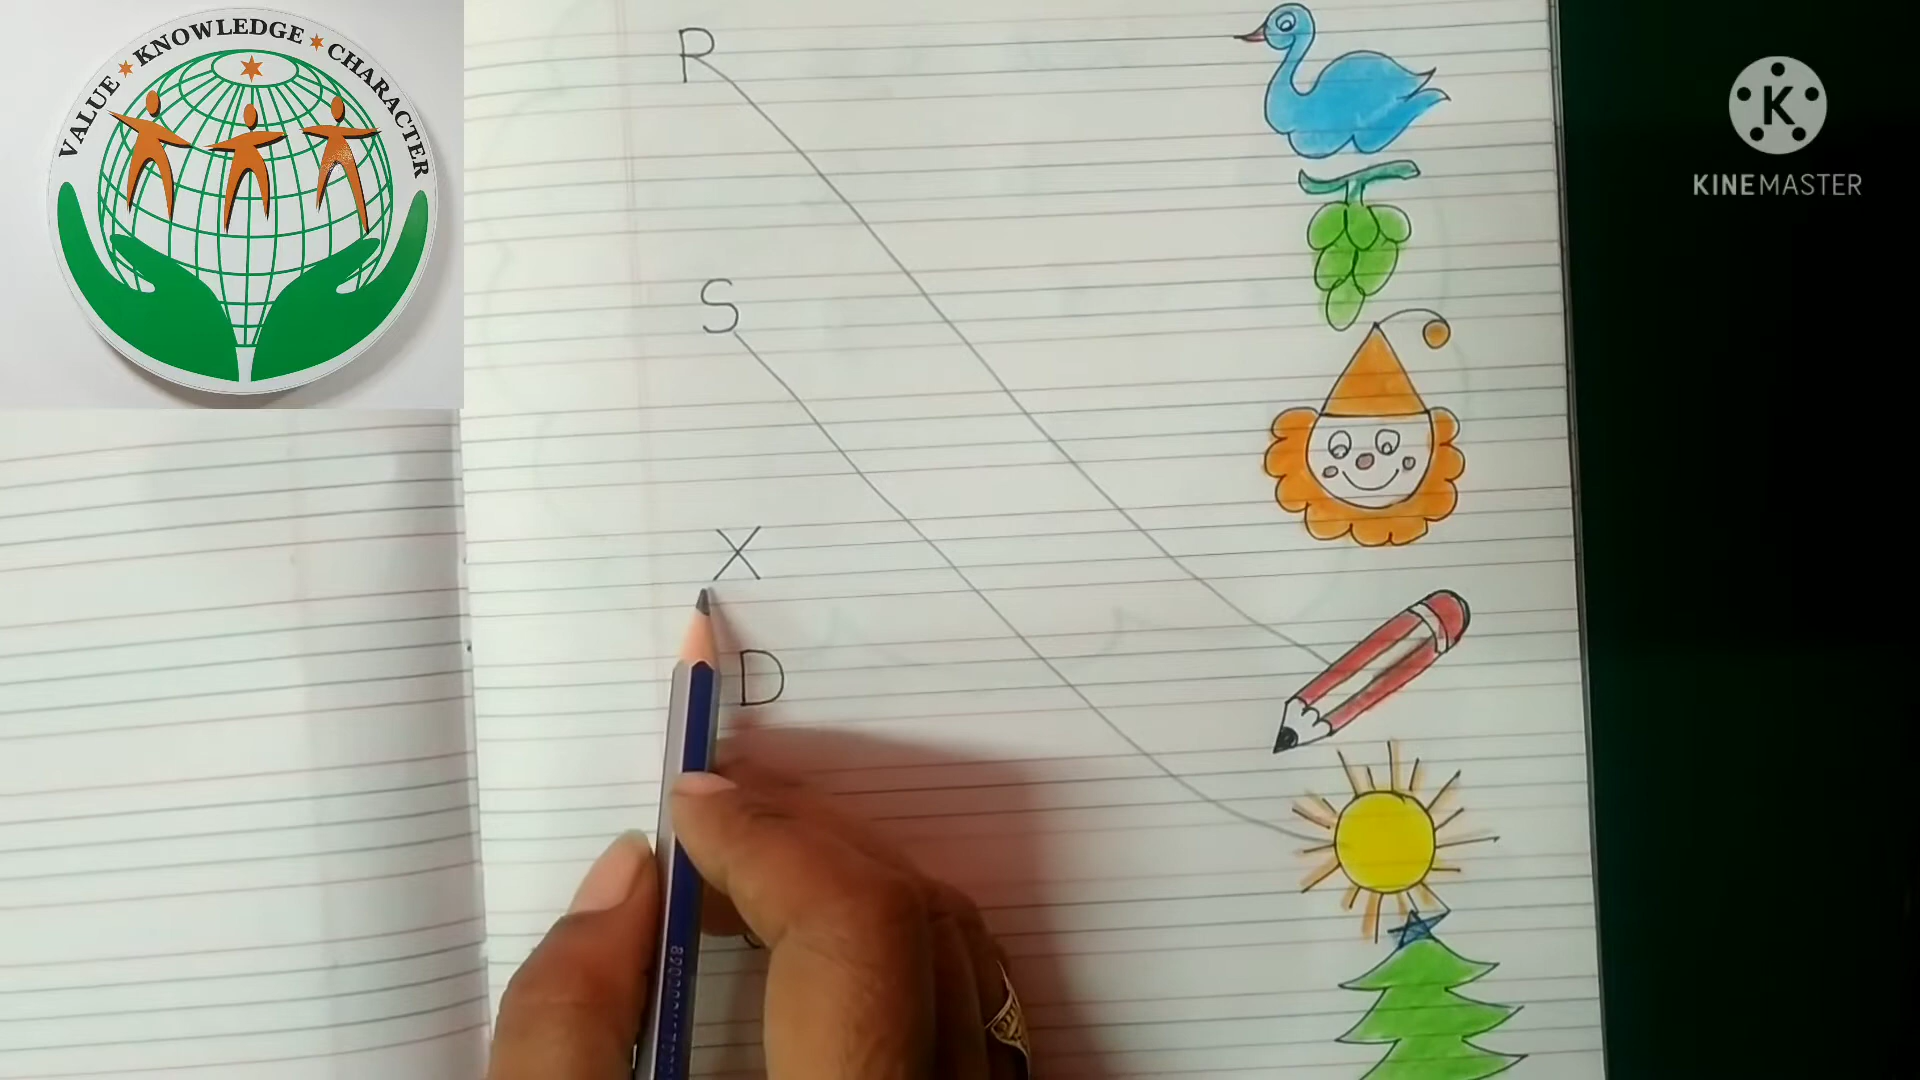 VALUE ★ KNOWLEDGE ★ CHARACTER
R
S
X
D
K
KINEMASTER